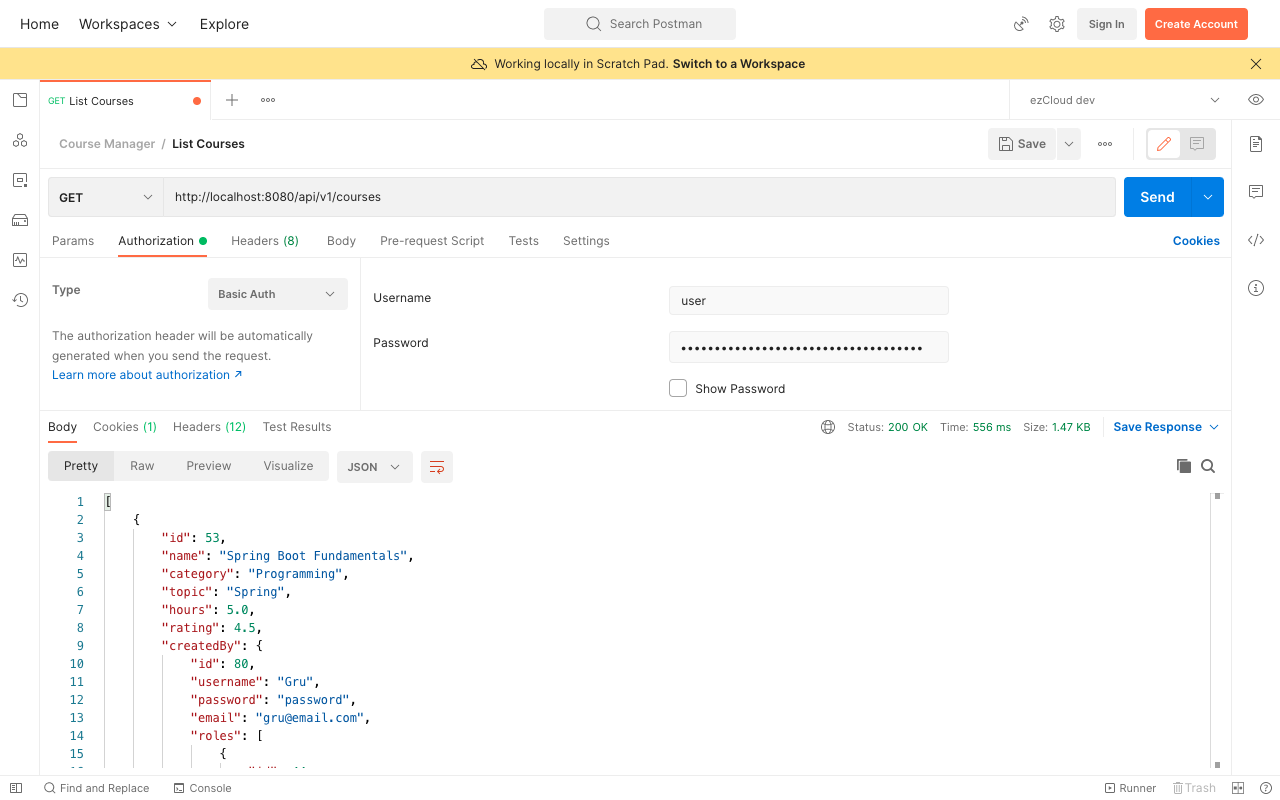 Home Workspaces Explore Search Postman Sign In Create Account
Working locally in Scratch Pad. Switch to a Workspace
GET List Courses ezCloud dev
Course Manager / List Courses Save
GET http://localhost:8080/api/v1/courses Send
Params Authorization Headers (8) Body Pre-request Script Tests Settings Cookies
Type Basic Auth
The authorization header will be automatically
generated when you send the request.
Learn more about authorization ↗
Username user
Password ••••••••••••••••••••••••••••••••••••
Show Password
Body Cookies (1) Headers (12) Test Results Status: 200 OK Time: 556 ms Size: 1.47 KB Save Response
Pretty Raw Preview Visualize JSON
1 [
2 {
3 "id": 53,
4 "name": "Spring Boot Fundamentals",
5 "category": "Programming",
6 "topic": "Spring",
7 "hours": 5.0,
8 "rating": 4.5,
9 "createdBy": {
10 "id": 80,
11 "username": "Gru",
12 "password": "password",
13 "email": "gru@email.com",
14 "roles": [
15 {
Find and Replace Console Runner Trash